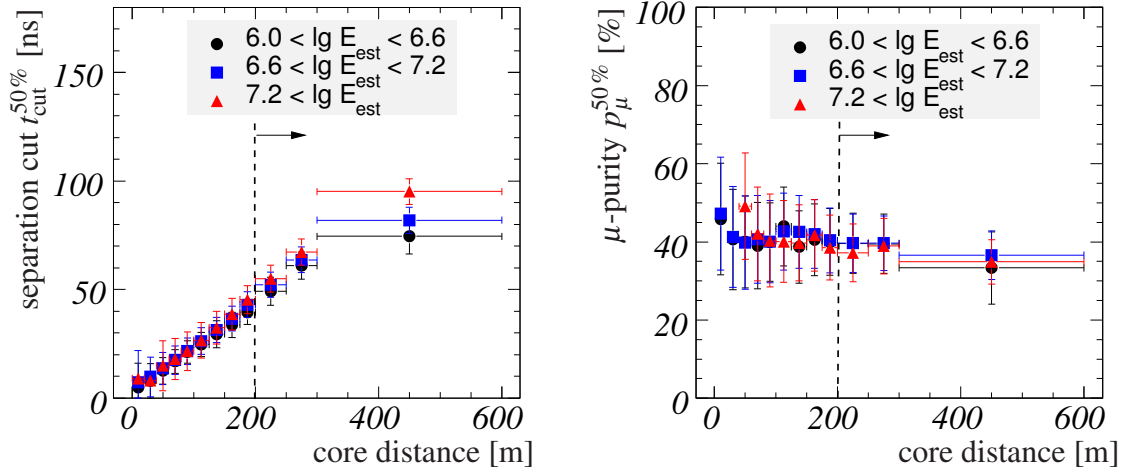 separation cut t_cut^50% [ns]
150
100
50
0
6.0 < lg E_est < 6.6
6.6 < lg E_est < 7.2
7.2 < lg E_est
0 200 400 600
core distance [m]
μ-purity p_μ^50% [%]
100
80
60
40
20
0
6.0 < lg E_est < 6.6
6.6 < lg E_est < 7.2
7.2 < lg E_est
0 200 400 600
core distance [m]